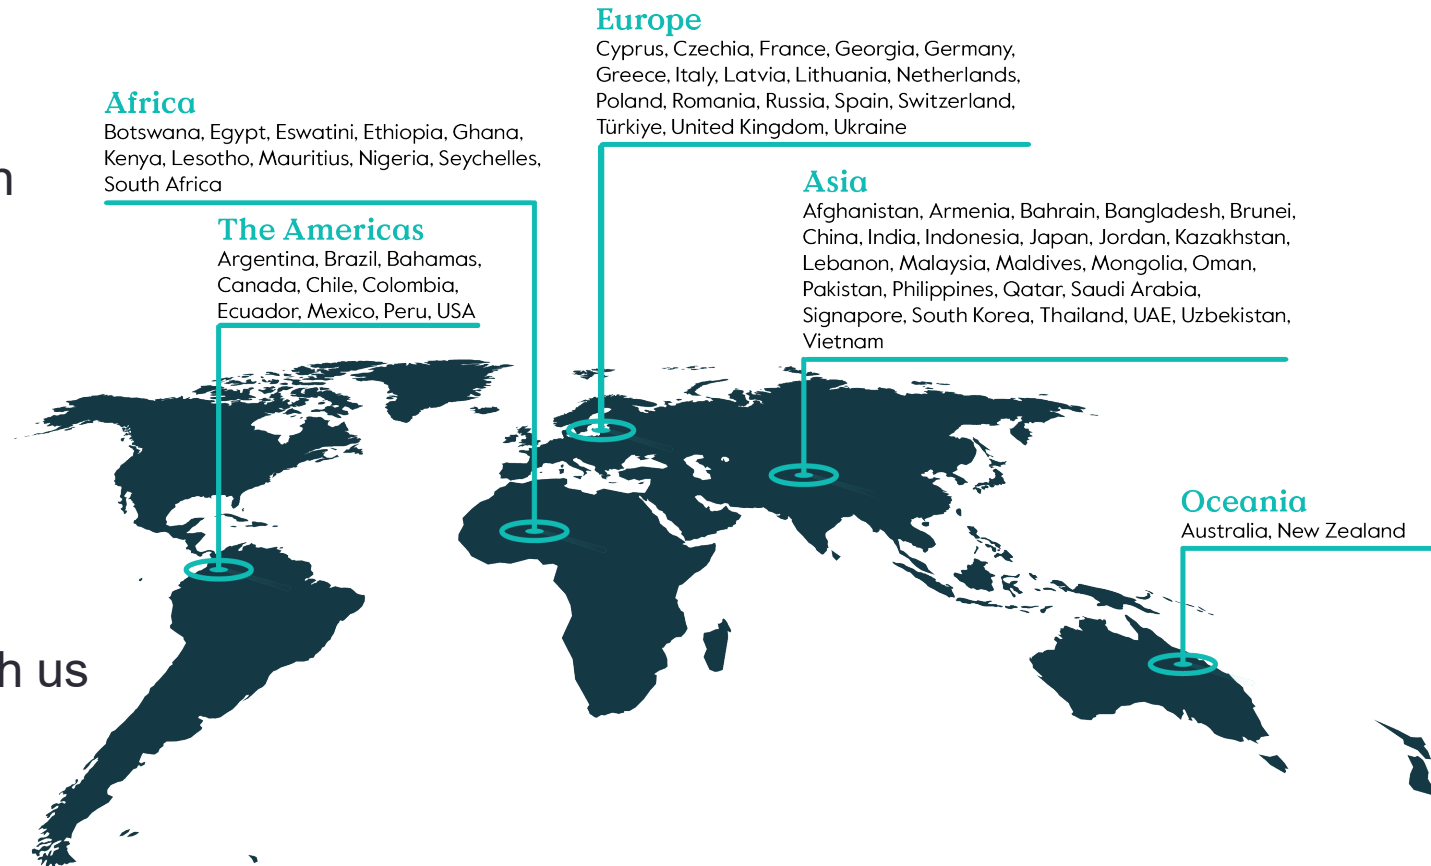 Europe
Cyprus, Czechia, France, Georgia, Germany,
Greece, Italy, Latvia, Lithuania, Netherlands,
Poland, Romania, Russia, Spain, Switzerland,
Türkiye, United Kingdom, Ukraine
Africa
Botswana, Egypt, Eswatini, Ethiopia, Ghana,
Kenya, Lesotho, Mauritius, Nigeria, Seychelles,
South Africa
n
Asia
Afghanistan, Armenia, Bahrain, Bangladesh, Brunei,
China, India, Indonesia, Japan, Jordan, Kazakhstan,
Lebanon, Malaysia, Maldives, Mongolia, Oman,
Pakistan, Philippines, Qatar, Saudi Arabia,
Signapore, South Korea, Thailand, UAE, Uzbekistan,
Vietnam
The Americas
Argentina, Brazil, Bahamas,
Canada, Chile, Colombia,
Ecuador, Mexico, Peru, USA
Oceania
Australia, New Zealand
h us